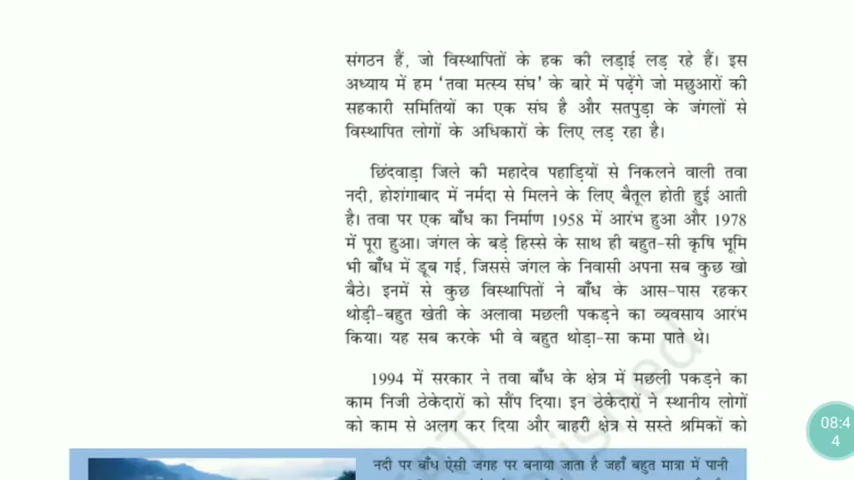 संगठन हैं, जो विस्थापितों के हक की लड़ाई लड़ रहे हैं। इस
अध्याय में हम 'तवा मत्स्य संघ' के बारे में पढ़ेंगे जो मछुआरों की
सहकारी समितियों का एक संघ है और सतपुड़ा के जंगलों से
विस्थापित लोगों के अधिकारों के लिए लड़ रहा है।
छिंदवाड़ा जिले की महादेव पहाड़ियों से निकलने वाली तवा
नदी, होशंगाबाद में नर्मदा से मिलने के लिए बैतूल होती हुई आती
है। तवा पर एक बाँध का निर्माण 1958 में आरंभ हुआ और 1978
में पूरा हुआ। जंगल के बड़े हिस्से के साथ ही बहुत-सी कृषि भूमि
भी बाँध में डूब गई, जिससे जंगल के निवासी अपना सब कुछ खो
बैठे। इनमें से कुछ विस्थापितों ने बाँध के आस-पास रहकर
थोड़ी-बहुत खेती के अलावा मछली पकड़ने का व्यवसाय आरंभ
किया। यह सब करके भी वे बहुत थोड़ा-सा कमा पाते थे।
1994 में सरकार ने तवा बाँध के क्षेत्र में मछली पकड़ने का
काम निजी ठेकेदारों को सौंप दिया। इन ठेकेदारों ने स्थानीय लोगों
को काम से अलग कर दिया और बाहरी क्षेत्र से सस्ते श्रमिकों को
08:4
4
नदी पर बाँध ऐसी जगह पर बनाया जाता है जहाँ बहुत मात्रा में पानी